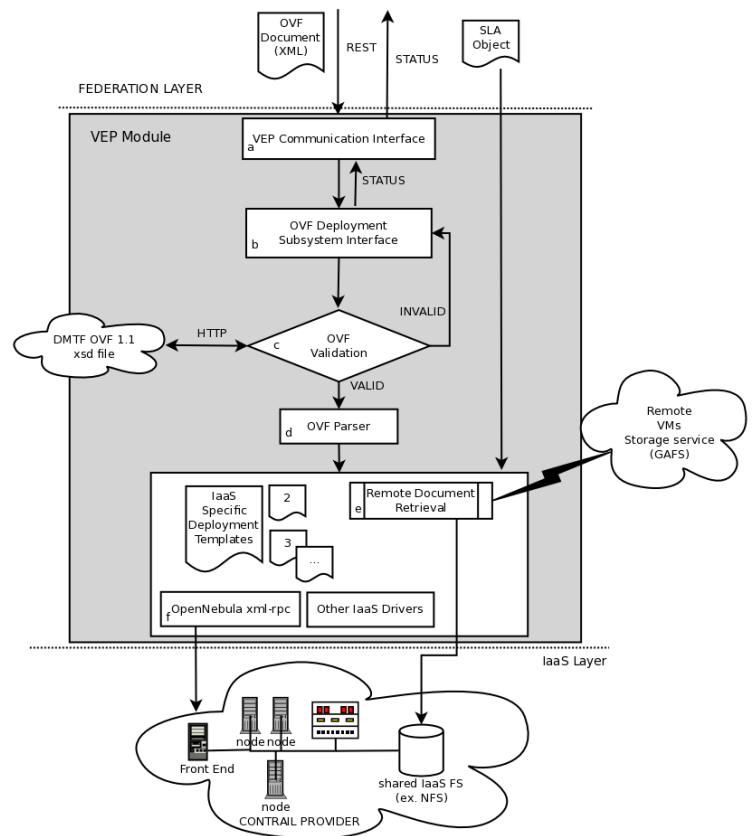 OVF
Document
(XML)
REST
STATUS
SLA
Object
FEDERATION LAYER
VEP Module
a
VEP Communication Interface
STATUS
OVF Deployment
Subsystem Interface
b
INVALID
HTTP
DMTF OVF 1.1
xsd file
c
OVF
Validation
VALID
d
OVF Parser
Remote
VMs
Storage service
(GAFS)
IaaS
Specific
Deployment
Templates
2
3
...
e
Remote Document
Retrieval
f
OpenNebula xml-rpc
Other IaaS Drivers
IaaS Layer
node
node
Front End
node
shared IaaS FS
(ex. NFS)
CONTRAIL PROVIDER